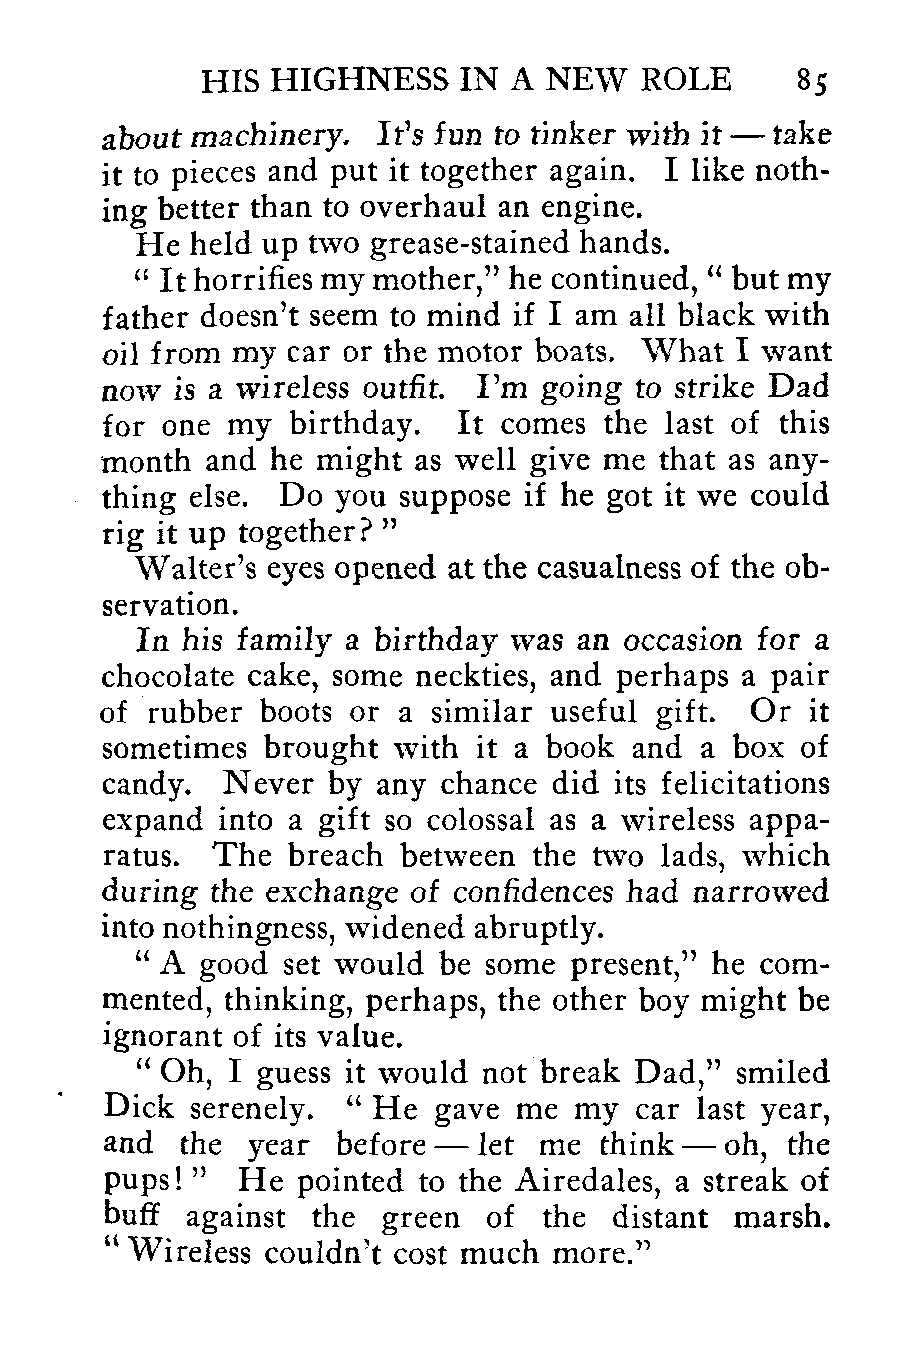 HIS HIGHNESS IN A NEW ROLE 85
about machinery. It's fun to tinker with it — take
it to pieces and put it together again. I like noth-
ing better than to overhaul an engine.
He held up two grease-stained hands.
“ It horrifies my mother,” he continued, “ but my
father doesn't seem to mind if I am all black with
oil from my car or the motor boats. What I want
now is a wireless outfit. I'm going to strike Dad
for one my birthday. It comes the last of this
month and he might as well give me that as any-
thing else. Do you suppose if he got it we could
rig it up together? ”
Walter's eyes opened at the casualness of the ob-
servation.
In his family a birthday was an occasion for a
chocolate cake, some neckties, and perhaps a pair
of rubber boots or a similar useful gift. Or it
sometimes brought with it a book and a box of
candy. Never by any chance did its felicitations
expand into a gift so colossal as a wireless appa-
ratus. The breach between the two lads, which
during the exchange of confidences had narrowed
into nothingness, widened abruptly.
“ A good set would be some present,” he com-
mented, thinking, perhaps, the other boy might be
ignorant of its value.
“ Oh, I guess it would not break Dad,” smiled
Dick serenely. “ He gave me my car last year,
and the year before — let me think — oh, the
pups! ” He pointed to the Airedales, a streak of
buff against the green of the distant marsh.
“ Wireless couldn't cost much more.”